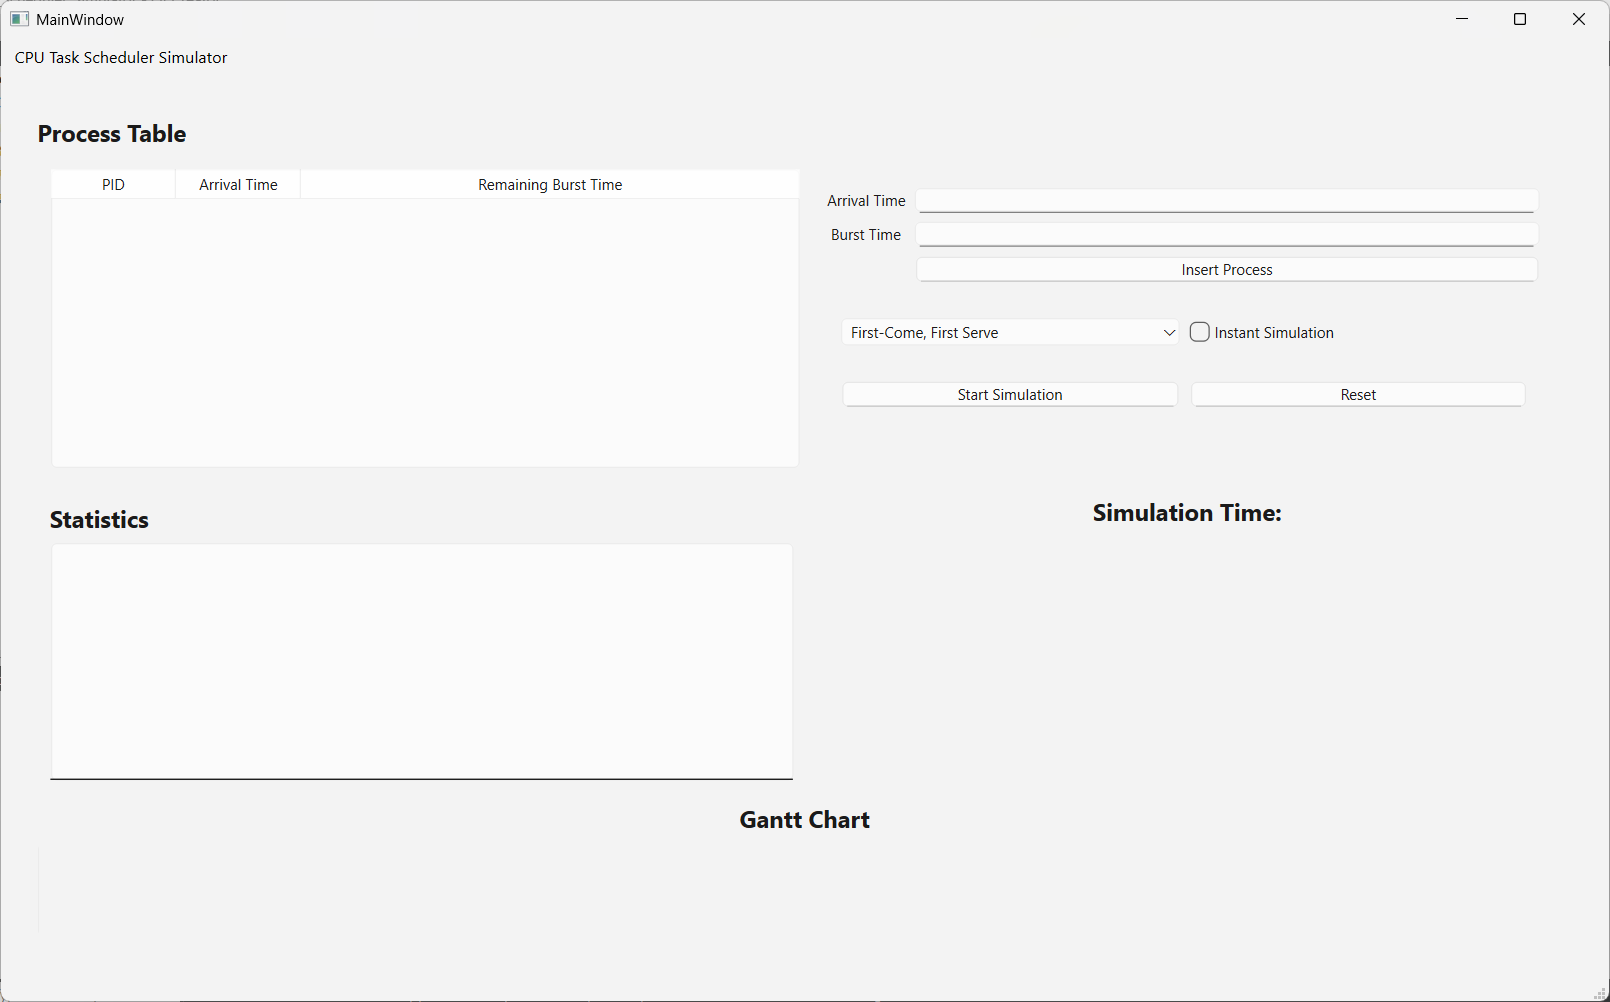 MainWindow
CPU Task Scheduler Simulator
Process Table
PID Arrival Time Remaining Burst Time
Arrival Time
Burst Time
Insert Process
First-Come, First Serve Instant Simulation
Start Simulation Reset
Statistics
Simulation Time:
Gantt Chart